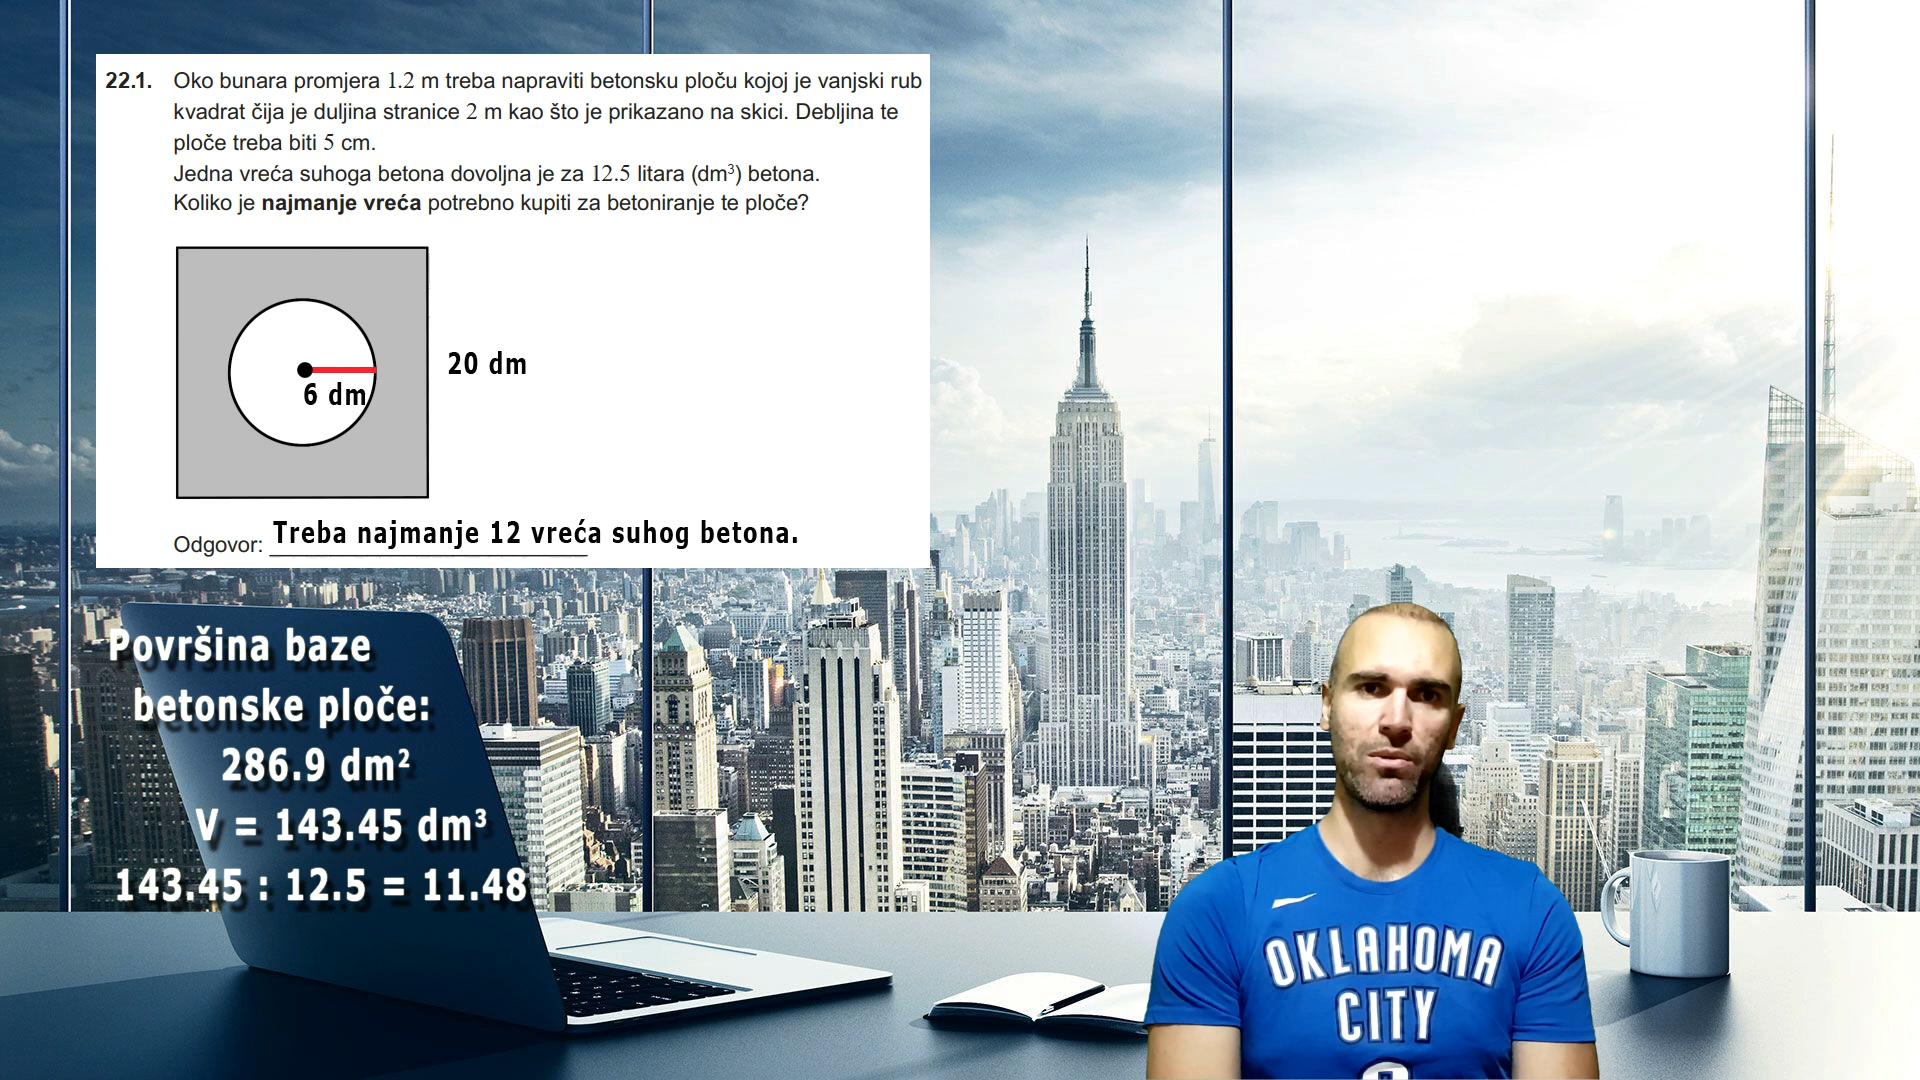 22.1. Oko bunara promjera 1.2 m treba napraviti betonsku ploču kojoj je vanjski rub
kvadrat čija je duljina stranice 2 m kao što je prikazano na skici. Debljina te
ploče treba biti 5 cm.
Jedna vreća suhoga betona dovoljna je za 12.5 litara (dm³) betona.
Koliko je najmanje vreća potrebno kupiti za betoniranje te ploče?
20 dm
6 dm
Odgovor: Treba najmanje 12 vreća suhog betona.
Površina baze
betonske ploče:
286.9 dm²
V = 143.45 dm³
143.45 : 12.5 = 11.48
OKLAHOMA
CITY